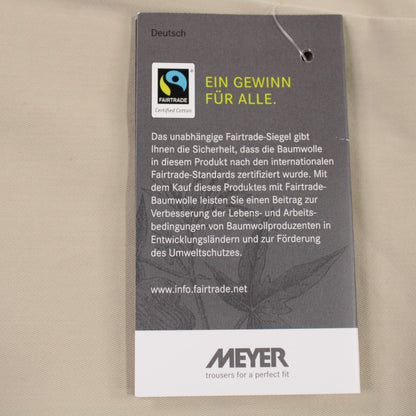 Deutsch
EIN GEWINN
FÜR ALLE.
FAIRTRADE
Certified Cotton
Das unabhängige Fairtrade-Siegel gibt
Ihnen die Sicherheit, dass die Baumwolle
in diesem Produkt nach den internationalen
Fairtrade-Standards zertifiziert wurde. Mit
dem Kauf dieses Produktes mit Fairtrade-
Baumwolle leisten Sie einen Beitrag zur
Verbesserung der Lebens- und Arbeits-
bedingungen von Baumwollproduzenten in
Entwicklungsländern und zur Förderung
des Umweltschutzes.
www.info.fairtrade.net
MEYER
trousers for a perfect fit